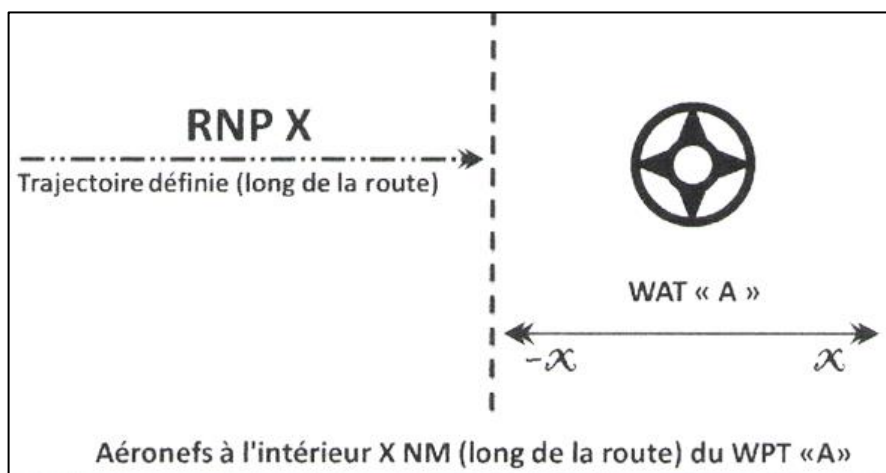 RNP X
Trajectoire définie (long de la route)
WAT « A »
-x x
Aéronefs à l'intérieur X NM (long de la route) du WPT «A»